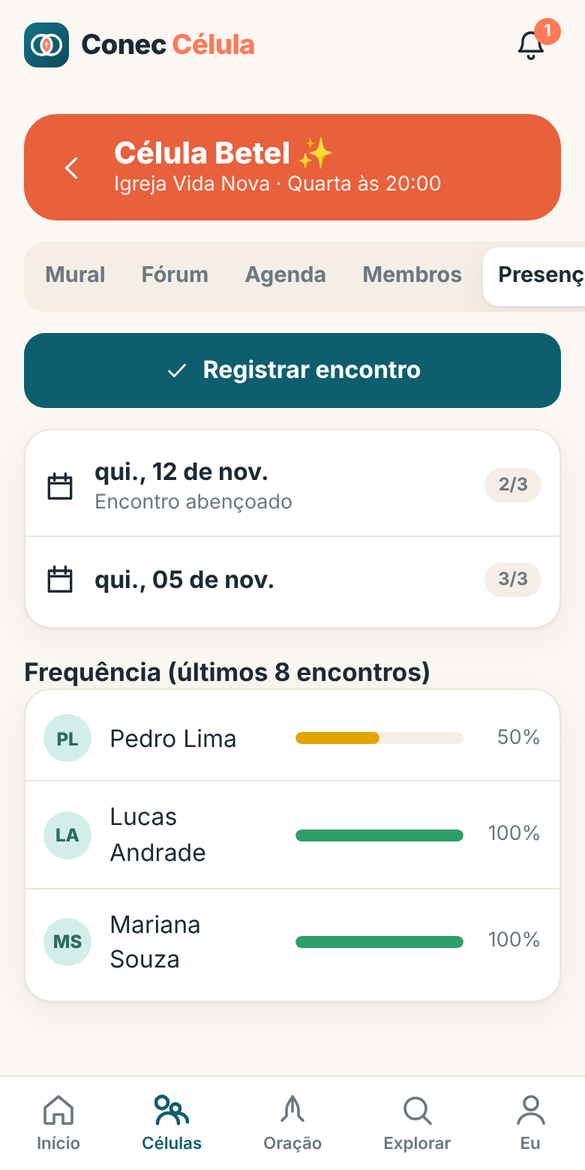 Conec Célula
1
Célula Betel ✨
Igreja Vida Nova · Quarta às 20:00
Mural Fórum Agenda Membros Presenç
Registrar encontro
qui., 12 de nov.
Encontro abençoado
2/3
qui., 05 de nov.
3/3
Frequência (últimos 8 encontros)
PL Pedro Lima 50%
LA Lucas
Andrade 100%
MS Mariana
Souza 100%
Início Células Oração Explorar Eu